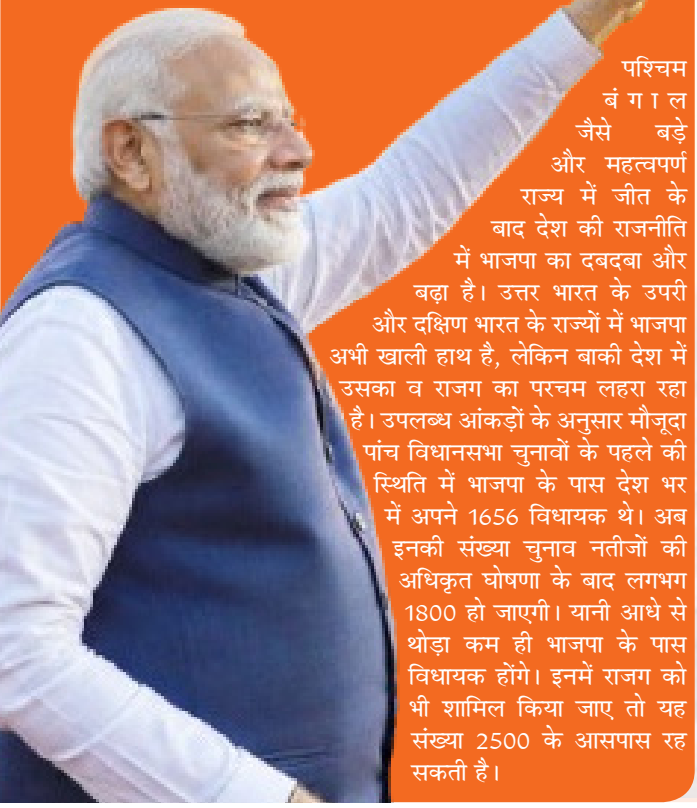 पश्चिम
बंगाल
जैसे बड़े
और महत्वपर्ण
राज्य में जीत के
बाद देश की राजनीति
में भाजपा का दबदबा और
बढ़ा है। उत्तर भारत के उपरी
और दक्षिण भारत के राज्यों में भाजपा
अभी खाली हाथ है, लेकिन बाकी देश में
उसका व राजग का परचम लहरा रहा
है। उपलब्ध आंकड़ों के अनुसार मौजूदा
पांच विधानसभा चुनावों के पहले की
स्थिति में भाजपा के पास देश भर
में अपने 1656 विधायक थे। अब
इनकी संख्या चुनाव नतीजों की
अधिकृत घोषणा के बाद लगभग
1800 हो जाएगी। यानी आधे से
थोड़ा कम ही भाजपा के पास
विधायक होंगे। इनमें राजग को
भी शामिल किया जाए तो यह
संख्या 2500 के आसपास रह
सकती है।